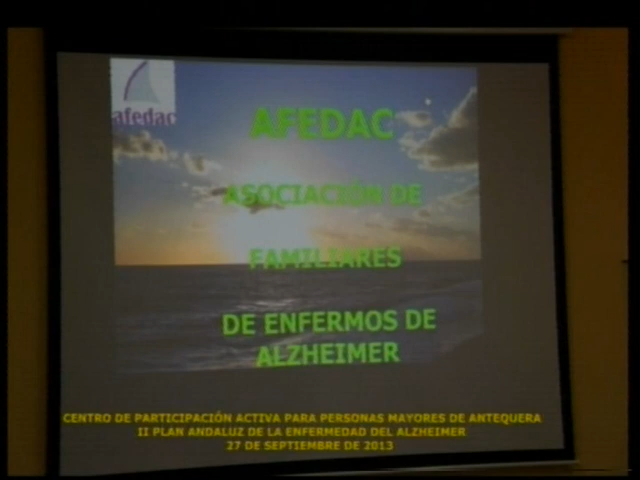 afedac
AFEDAC
ASOCIACIÓN DE
FAMILIARES
DE ENFERMOS DE
ALZHEIMER
CENTRO DE PARTICIPACIÓN ACTIVA PARA PERSONAS MAYORES DE ANTEQUERA
II PLAN ANDALUZ DE LA ENFERMEDAD DEL ALZHEIMER
27 DE SEPTIEMBRE DE 2013